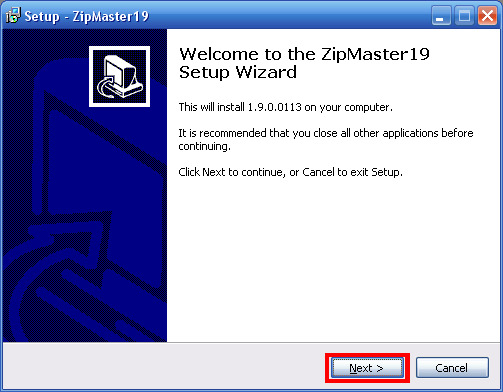 Setup - ZipMaster19
Welcome to the ZipMaster19
Setup Wizard
This will install 1.9.0.0113 on your computer.
It is recommended that you close all other applications before
continuing.
Click Next to continue, or Cancel to exit Setup.
Next >
Cancel